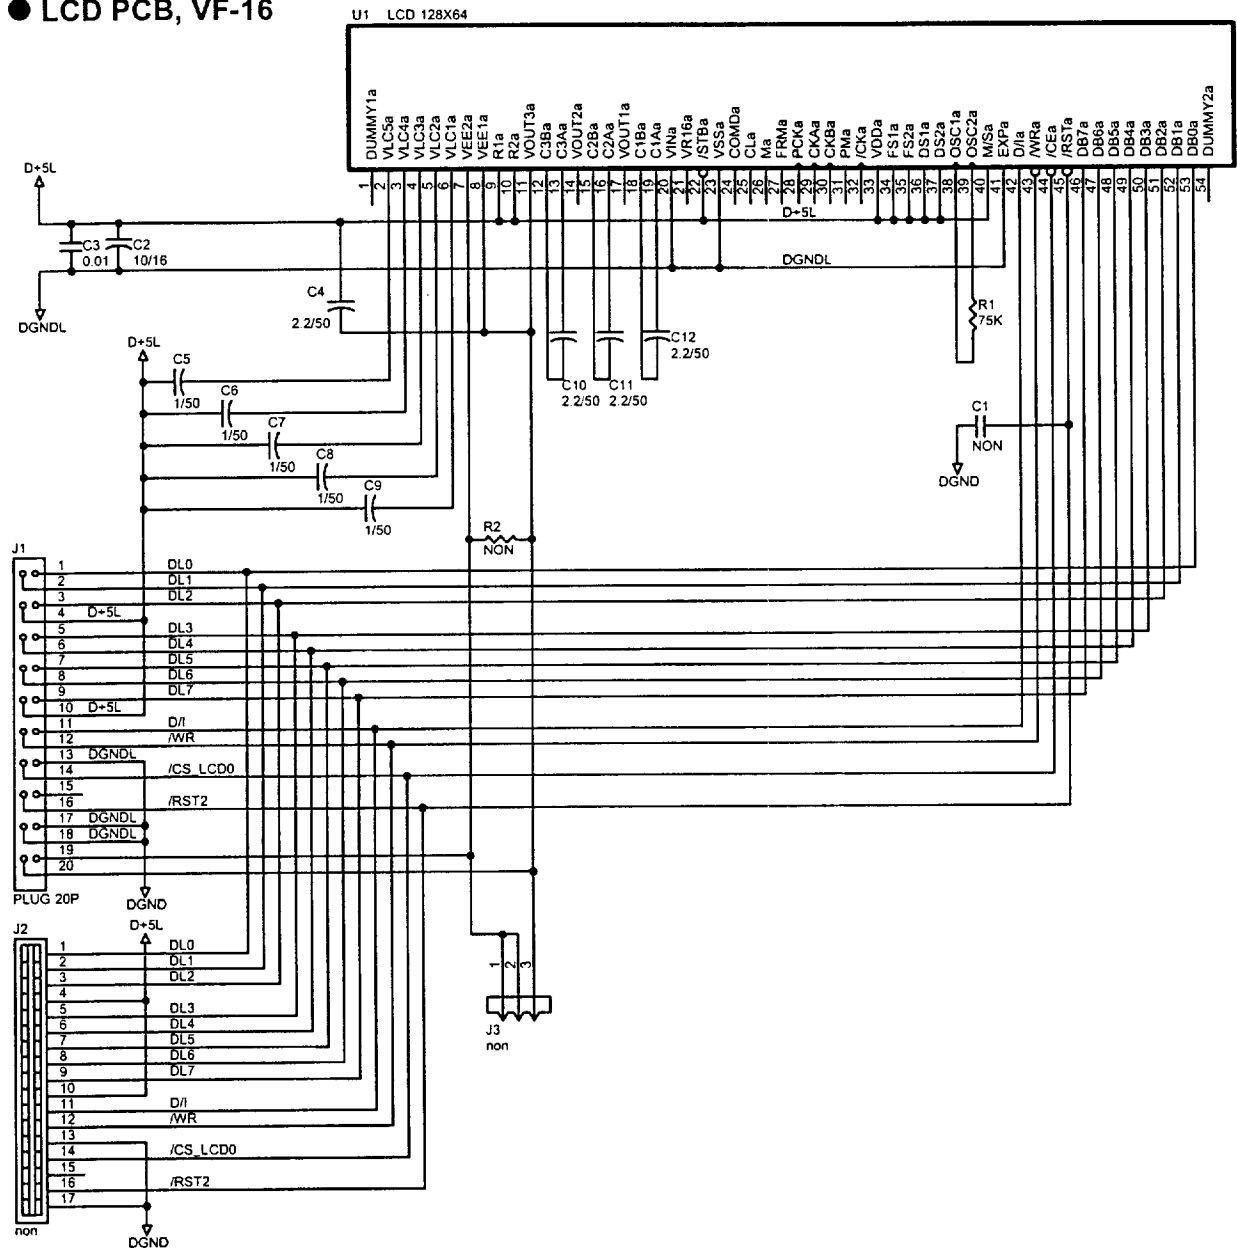 ● LCD PCB, VF-16
U1 LCD 128X64
DUMMY1a
VLC5a
VLC4a
VLC3a
VLC2a
VLC1a
VEE2a
VEE1a
R1a
R2a
VOUT3a
C3Ba
C3Aa
VOUT2a
C2Ba
C2Aa
VOUT1a
C1Ba
C1Aa
VINa
VR16a
/STBa
VSSa
COMDa
CLa
Ma
FRMa
PCKa
CKAa
CKBa
PMa
/CKa
VDDa
FS1a
FS2a
DS1a
DS2a
OSC1a
OSC2a
M/Sa
EXPa
D/Ia
/WRa
/CEa
/RSTa
DB7a
DB6a
DB5a
DB4a
DB3a
DB2a
DB1a
DB0a
DUMMY2a
1 2 3 4 5 6 7 8 9 10 11 12 13 14 15 16 17 18 19 20 21 22 23 24 25 26 27 28 29 30 31 32 33 34 35 36 37 38 39 40 41 42 43 44 45 46 47 48 49 50 51 52 53 54
D+5L
D+5L
C3
0.01
C2
10/16
DGNDL
DGNDL
C4
2.2/50
R1
75K
D+5L
C12
2.2/50
C10
2.2/50
C11
2.2/50
C5
1/50
C6
1/50
C7
1/50
C8
1/50
C9
1/50
C1
NON
DGND
R2
NON
J1
1 DL0
2 DL1
3 DL2
4 D+5L
5 DL3
6 DL4
7 DL5
8 DL6
9 DL7
10 D+5L
11 D/I
12 /WR
13 DGNDL
14 /CS_LCD0
15
16 /RST2
17 DGNDL
18 DGNDL
19
20
PLUG 20P
DGND
D+5L
J2
1 DL0
2 DL1
3 DL2
4
5 DL3
6 DL4
7 DL5
8 DL6
9 DL7
10
11 D/I
12 /WR
13
14 /CS_LCD0
15
16 /RST2
17
non
DGND
1 2 3
J3
non